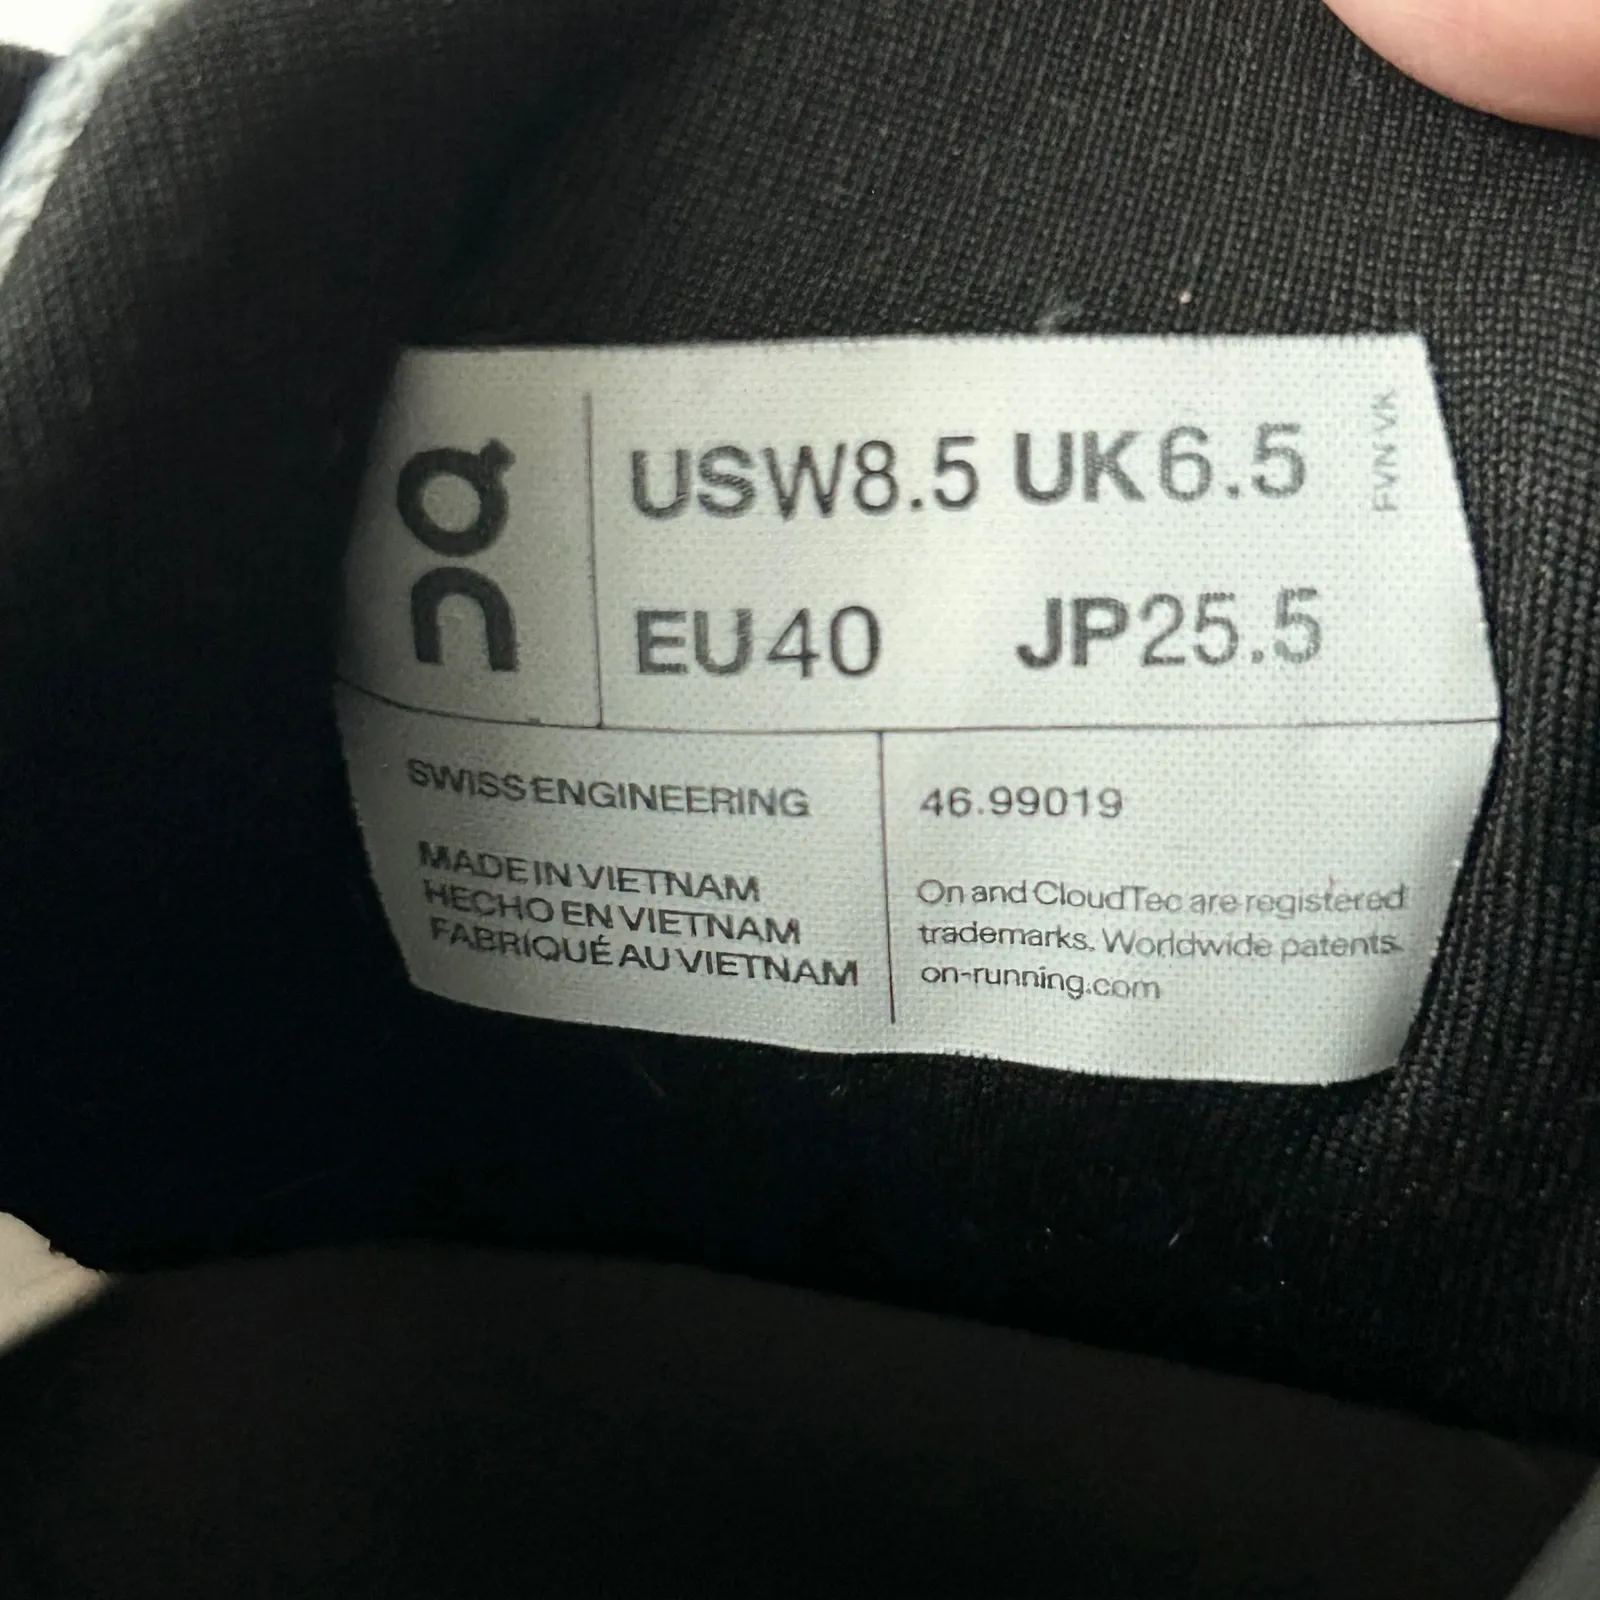 On
USW8.5 UK6.5
EU40 JP25.5
FVN VK
SWISS ENGINEERING
MADE IN VIETNAM
HECHO EN VIETNAM
FABRIQUÉ AU VIETNAM
46.99019
On and CloudTec are registered
trademarks. Worldwide patents.
on-running.com